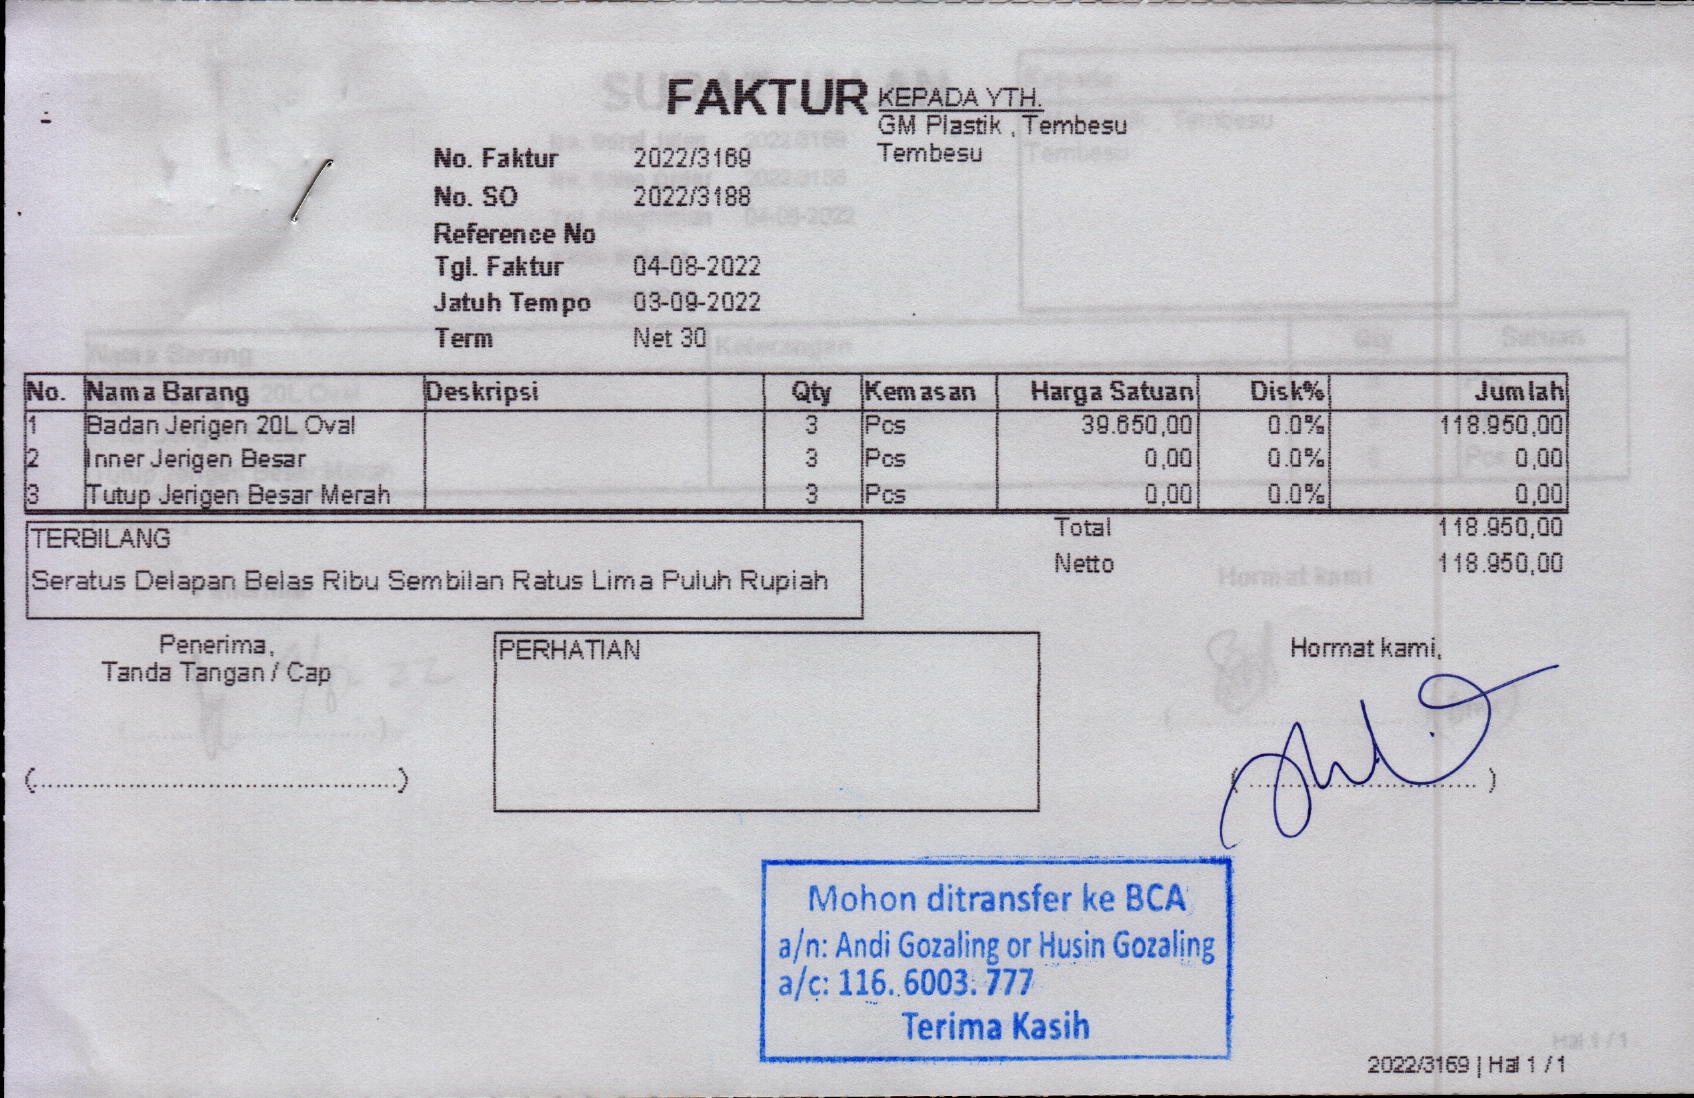 FAKTUR
KEPADA YTH.
GM Plastik , Tembesu
Tembesu
No. Faktur 2022/3169
No. SO 2022/3188
Reference No
Tgl. Faktur 04-08-2022
Jatuh Tempo 03-09-2022
Term Net 30
No. Nama Barang Deskripsi Qty Kemasan Harga Satuan Disk% Jumlah
1 Badan Jerigen 20L Oval 3 Pcs 39.650,00 0.0% 118.950,00
2 Inner Jerigen Besar 3 Pcs 0,00 0.0% 0,00
3 Tutup Jerigen Besar Merah 3 Pcs 0,00 0.0% 0,00
Total 118.950,00
Netto 118.950,00
TERBILANG
Seratus Delapan Belas Ribu Sembilan Ratus Lima Puluh Rupiah
Penerima,
Tanda Tangan / Cap
PERHATIAN
Hormat kami,
Mohon ditransfer ke BCA
a/n: Andi Gozaling or Husin Gozaling
a/c: 116. 6003. 777
Terima Kasih
2022/3169 | Hal 1 / 1